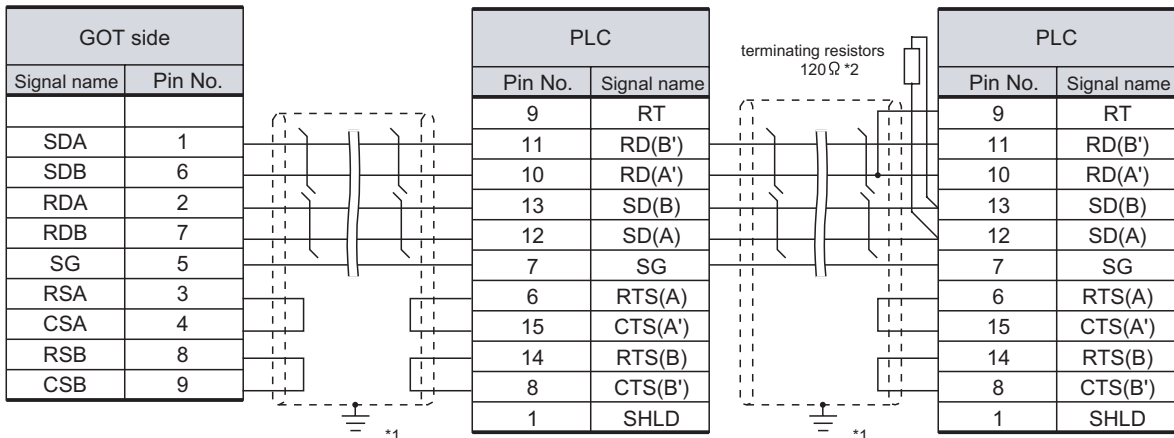 GOT side
Signal name Pin No.
SDA 1
SDB 6
RDA 2
RDB 7
SG 5
RSA 3
CSA 4
RSB 8
CSB 9
*1
PLC
Pin No. Signal name
9 RT
11 RD(B')
10 RD(A')
13 SD(B)
12 SD(A)
7 SG
6 RTS(A)
15 CTS(A')
14 RTS(B)
8 CTS(B')
1 SHLD
terminating resistors
120Ω *2
*1
PLC
Pin No. Signal name
9 RT
11 RD(B')
10 RD(A')
13 SD(B)
12 SD(A)
7 SG
6 RTS(A)
15 CTS(A')
14 RTS(B)
8 CTS(B')
1 SHLD